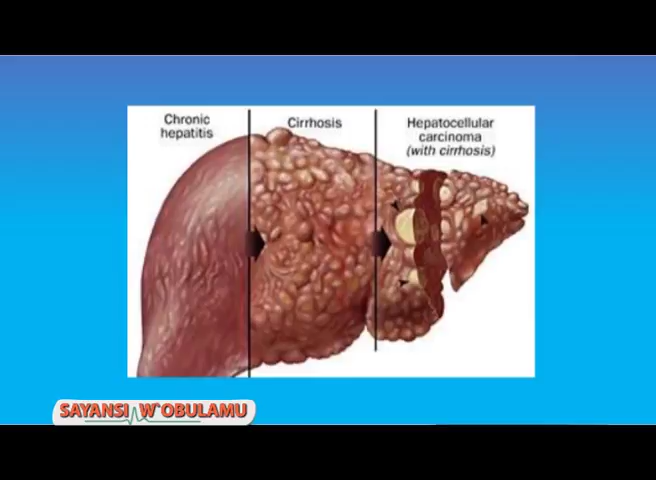 Chronic
hepatitis
Cirrhosis
Hepatocellular
carcinoma
(with cirrhosis)
SAYANSI W'OBULAMU